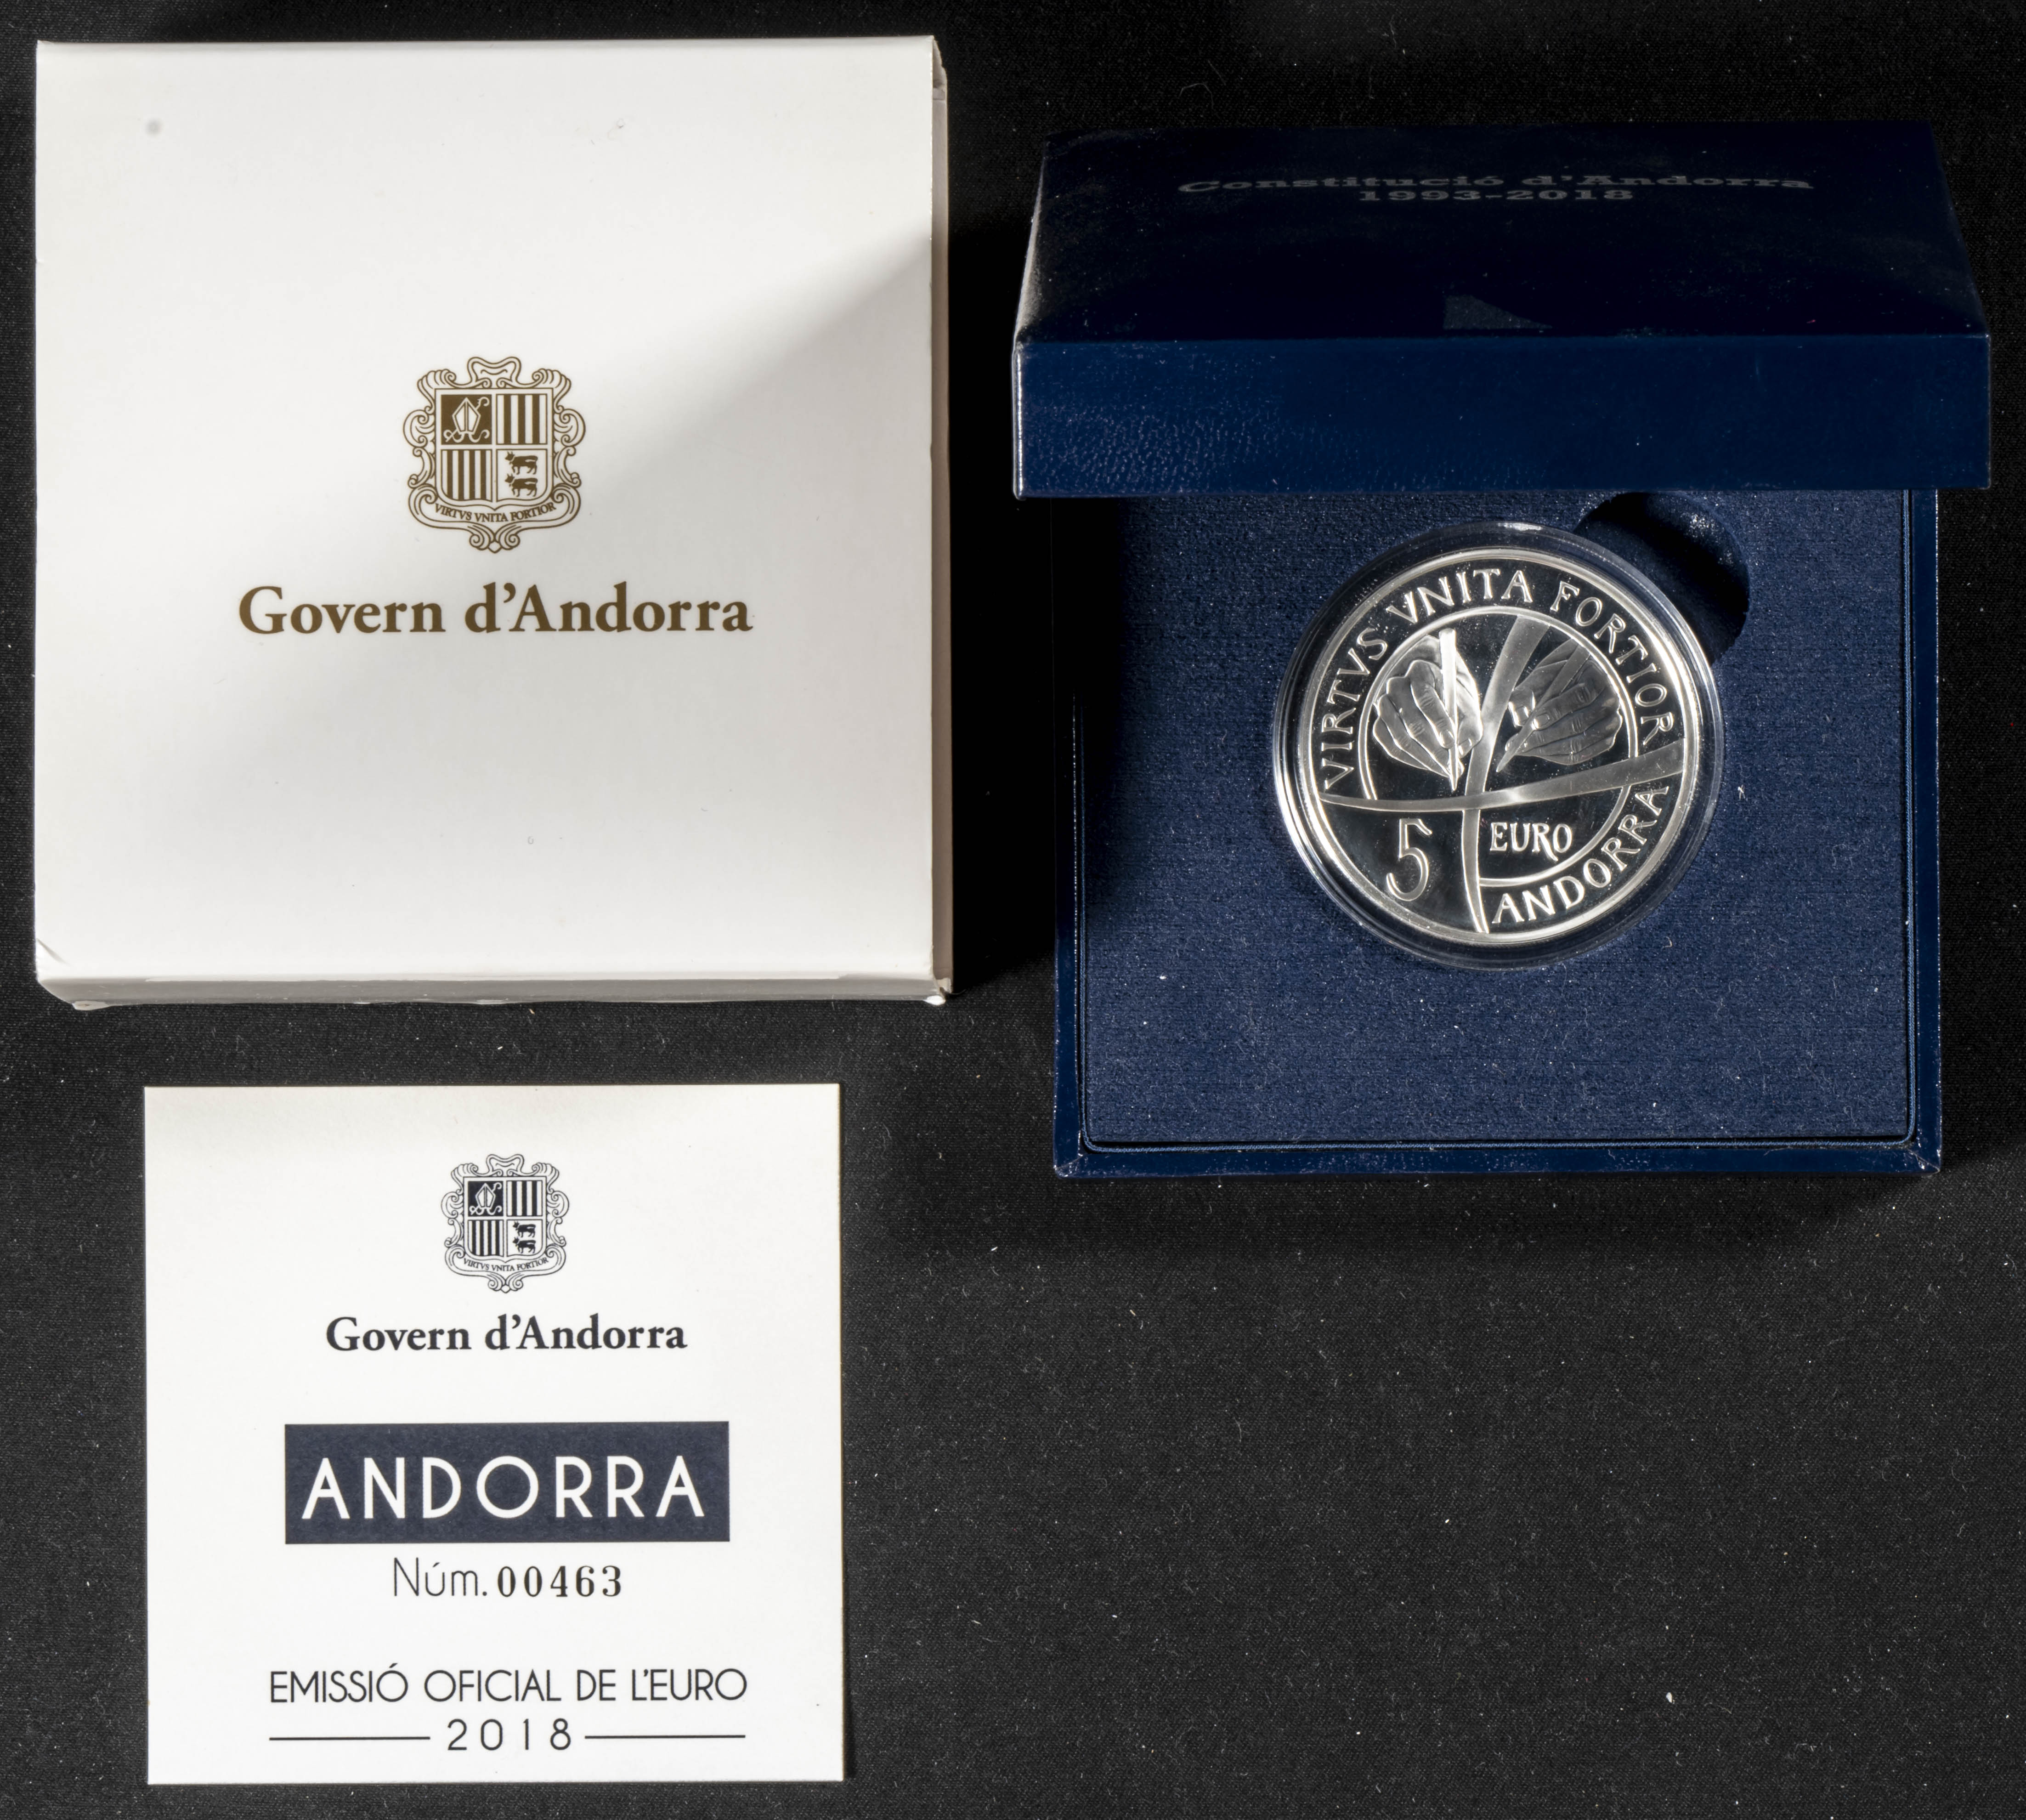 VIRTVS VNITA FORTIOR
Govern d'Andorra
Constitució d'Andorra
1993-2018
VIRTVS VNITA FORTIOR
5 EURO
ANDORRA
VIRTVS VNITA FORTIOR
Govern d'Andorra
ANDORRA
Núm. 00463
EMISSIÓ OFICIAL DE L'EURO
2018